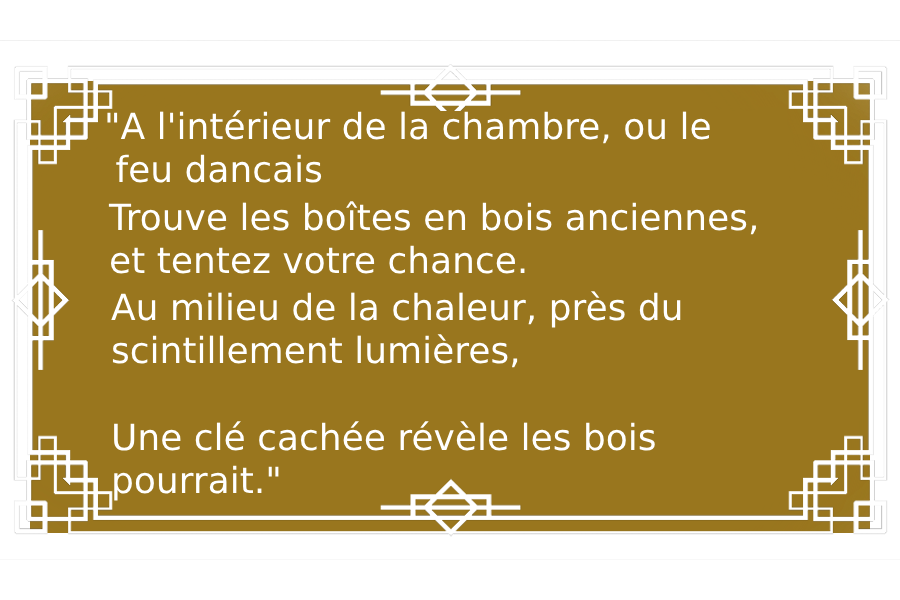 "A l'intérieur de la chambre, ou le
feu dancais
Trouve les boîtes en bois anciennes,
et tentez votre chance.
Au milieu de la chaleur, près du
scintillement lumières,
Une clé cachée révèle les bois
pourrait."